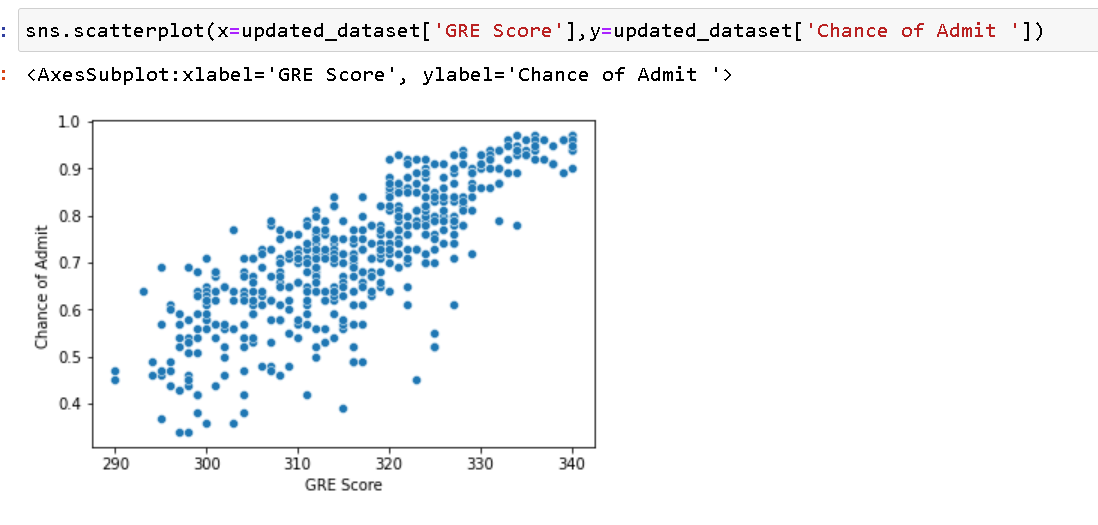 : sns.scatterplot(x=updated_dataset['GRE Score'],y=updated_dataset['Chance of Admit '])
: <AxesSubplot:xlabel='GRE Score', ylabel='Chance of Admit '>
1.0
0.9
0.8
0.7
0.6
0.5
0.4
Chance of Admit
290 300 310 320 330 340
GRE Score